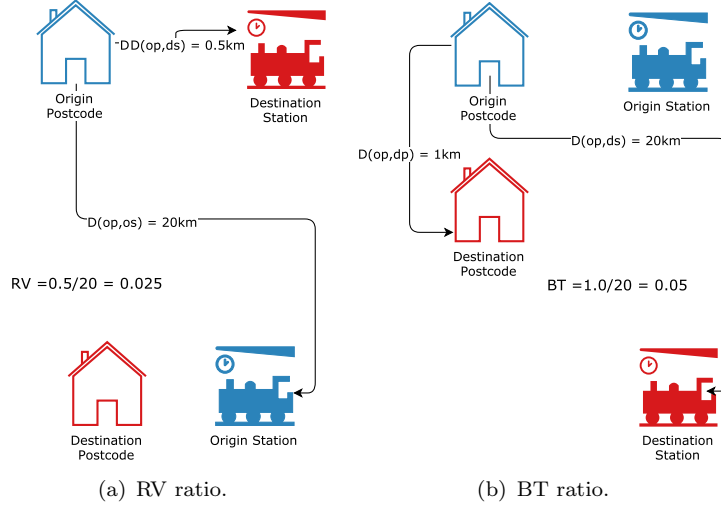 DD(op,ds) = 0.5km
Origin
Postcode
Destination
Station
D(op,os) = 20km
RV =0.5/20 = 0.025
Destination
Postcode
Origin Station
(a) RV ratio.
Origin
Postcode
Origin Station
D(op,ds) = 20km
D(op,dp) = 1km
Destination
Postcode
BT =1.0/20 = 0.05
Destination
Station
(b) BT ratio.